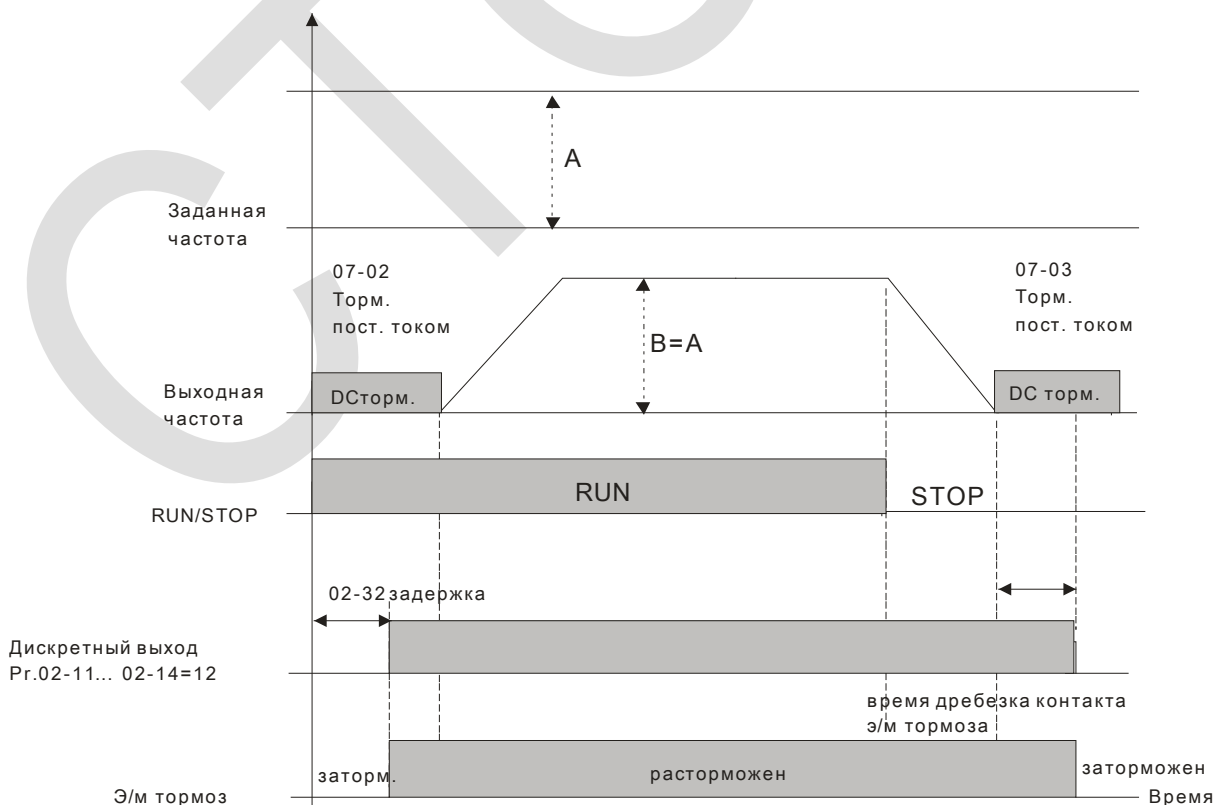 A
Заданная
частота
07-02
Торм.
пост. током
07-03
Торм.
пост. током
B=A
Выходная
частота
DCторм.
DC торм.
RUN
STOP
RUN/STOP
02-32 задержка
Дискретный выход
Pr.02-11... 02-14=12
время дребезка контакта
э/м тормоза
заторм.
расторможен
заторможен
Э/м тормоз
Время